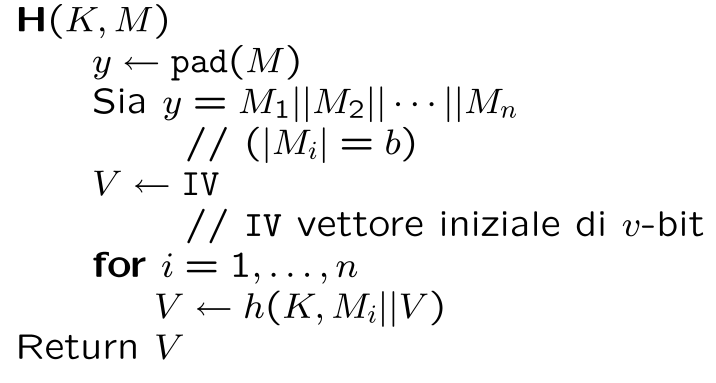 H(K, M)
y ← pad(M)
Sia y = M₁||M₂|| · · · ||Mₙ
// (|Mᵢ| = b)
V ← IV
// IV vettore iniziale di v-bit
for i = 1, . . . , n
V ← h(K, Mᵢ||V)
Return V